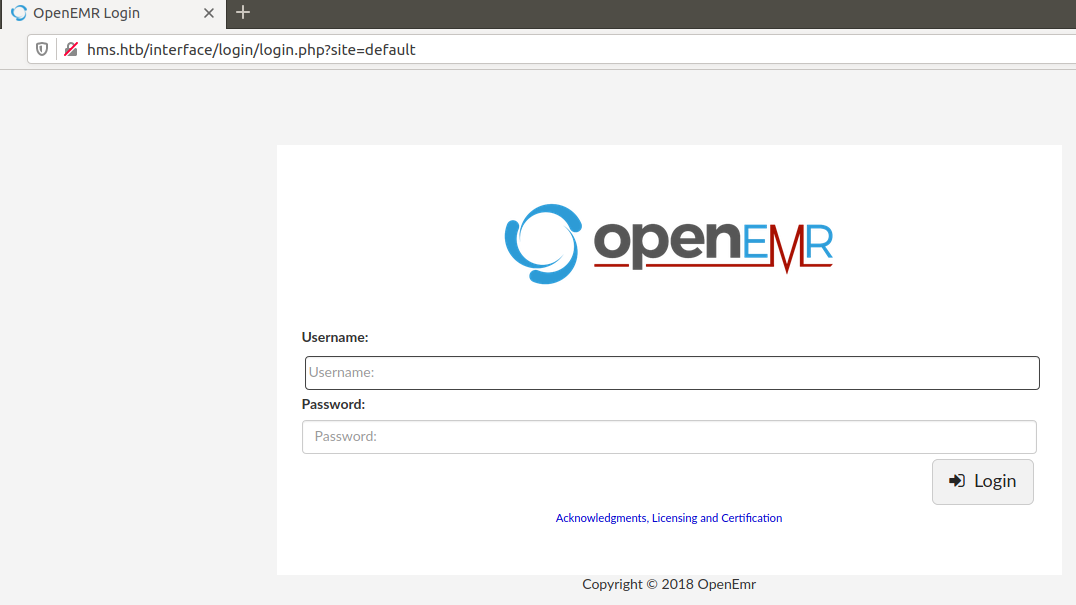 OpenEMR Login
hms.htb/interface/login/login.php?site=default
openEMR
Username:
Username:
Password:
Password:
Login
Acknowledgments, Licensing and Certification
Copyright © 2018 OpenEmr